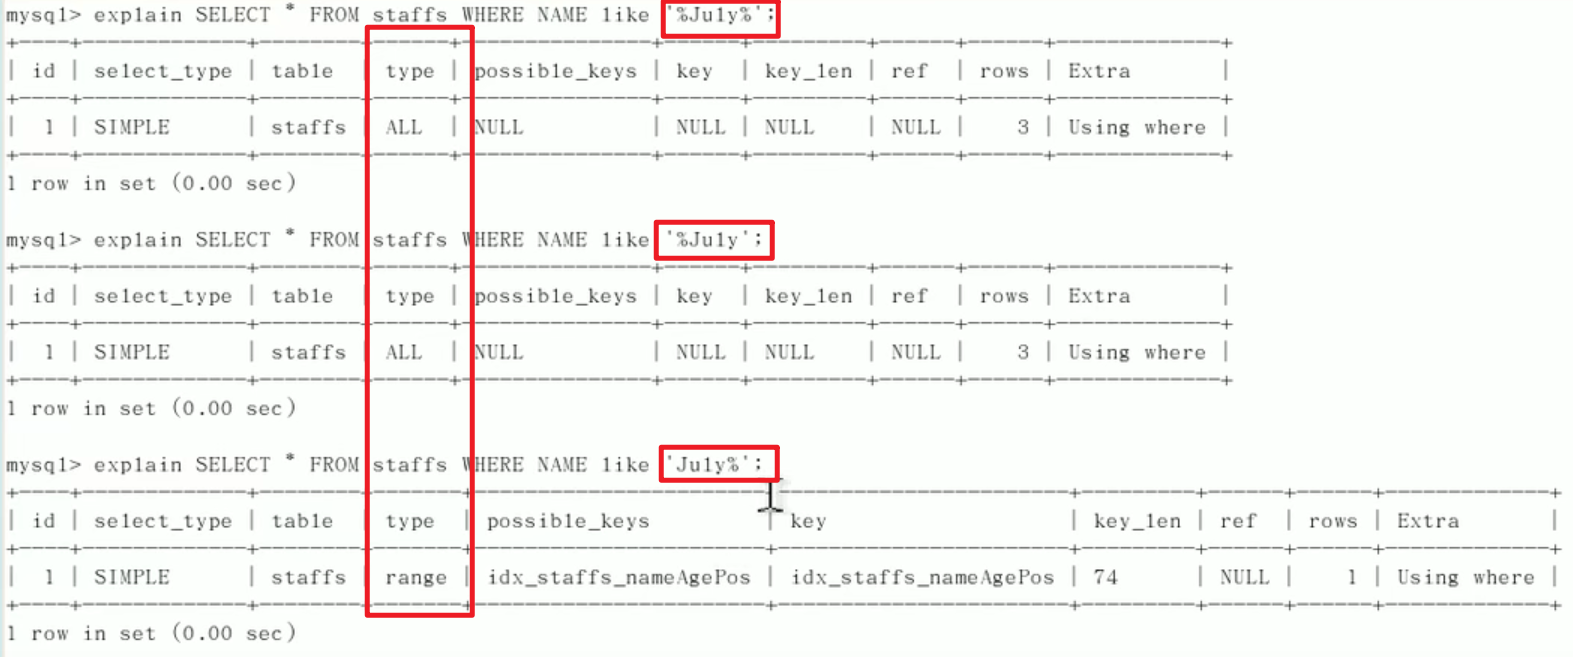 mysql> explain SELECT * FROM staffs WHERE NAME like '%July%';
+----+-------------+--------+------+---------------+------+---------+------+------+-------------+
| id | select_type | table | type | possible_keys | key | key_len | ref | rows | Extra |
+----+-------------+--------+------+---------------+------+---------+------+------+-------------+
| 1 | SIMPLE | staffs | ALL | NULL | NULL | NULL | NULL | 3 | Using where |
+----+-------------+--------+------+---------------+------+---------+------+------+-------------+
1 row in set (0.00 sec)
mysql> explain SELECT * FROM staffs WHERE NAME like '%July';
+----+-------------+--------+------+---------------+------+---------+------+------+-------------+
| id | select_type | table | type | possible_keys | key | key_len | ref | rows | Extra |
+----+-------------+--------+------+---------------+------+---------+------+------+-------------+
| 1 | SIMPLE | staffs | ALL | NULL | NULL | NULL | NULL | 3 | Using where |
+----+-------------+--------+------+---------------+------+---------+------+------+-------------+
1 row in set (0.00 sec)
mysql> explain SELECT * FROM staffs WHERE NAME like 'July%';
+----+-------------+--------+-------+-----------------------+-----------------------+---------+------+------+-------------+
| id | select_type | table | type | possible_keys | key | key_len | ref | rows | Extra |
+----+-------------+--------+-------+-----------------------+-----------------------+---------+------+------+-------------+
| 1 | SIMPLE | staffs | range | idx_staffs_nameAgePos | idx_staffs_nameAgePos | 74 | NULL | 1 | Using where |
+----+-------------+--------+-------+-----------------------+-----------------------+---------+------+------+-------------+
1 row in set (0.00 sec)